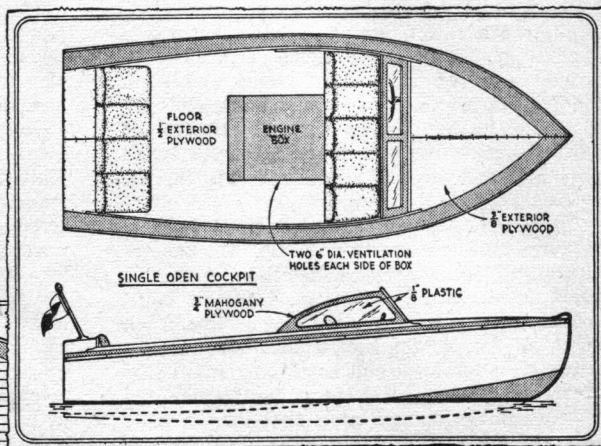 FLOOR
1/2" EXTERIOR
PLYWOOD
ENGINE
BOX
3/8" EXTERIOR
PLYWOOD
TWO 6" DIA. VENTILATION
HOLES EACH SIDE OF BOX
SINGLE OPEN COCKPIT
3/4" MAHOGANY
PLYWOOD
1/8" PLASTIC